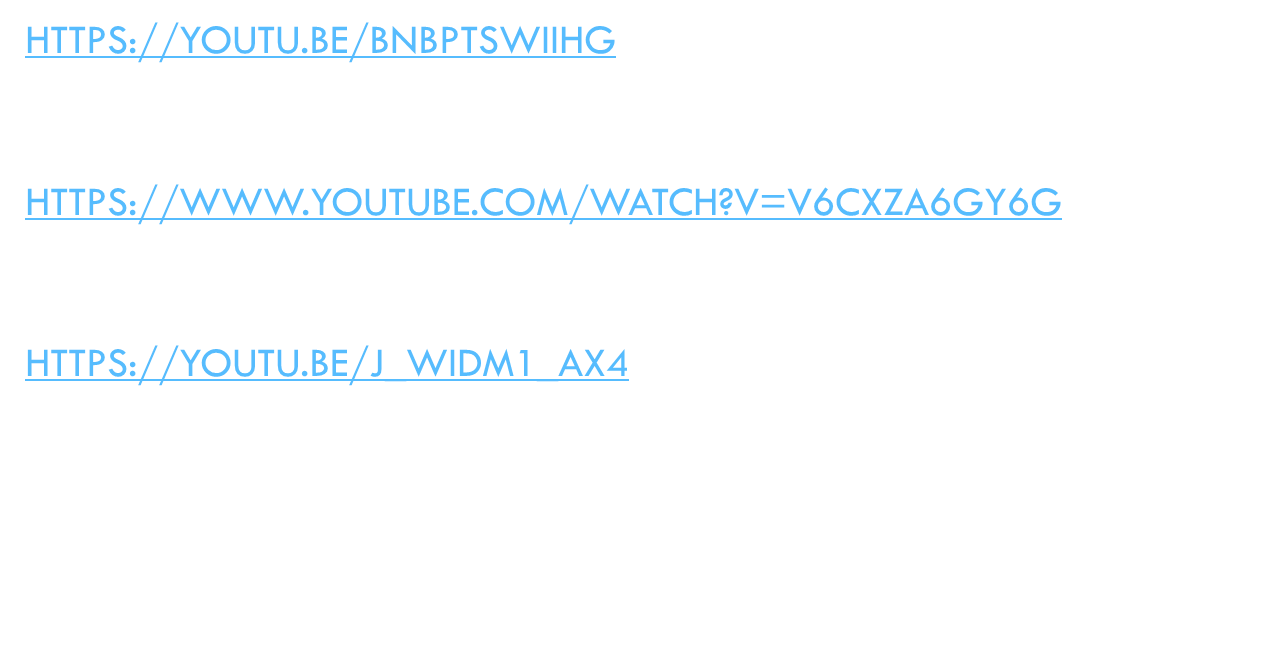 HTTPS://YOUTU.BE/BNBPTSWIIHG
HTTPS://WWW.YOUTUBE.COM/WATCH?V=V6CXZA6GY6G
HTTPS://YOUTU.BE/J_WIDM1_AX4